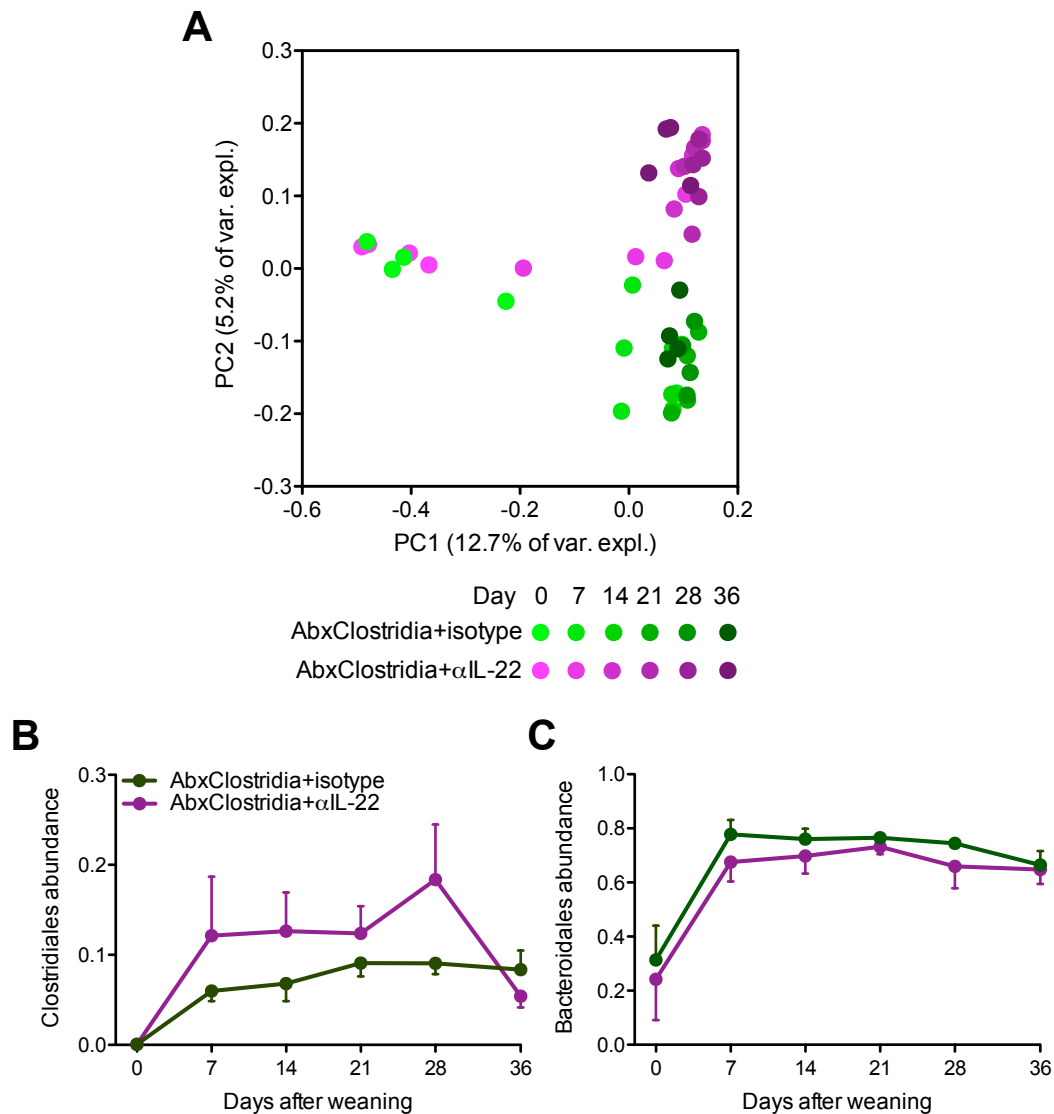 A
0.3
0.2
0.1
0.0
-0.1
-0.2
-0.3
PC2 (5.2% of var. expl.)
-0.6 -0.4 -0.2 0.0 0.2
PC1 (12.7% of var. expl.)
Day 0 7 14 21 28 36
AbxClostridia+isotype
AbxClostridia+αIL-22
B
AbxClostridia+isotype
AbxClostridia+αIL-22
0.3
0.2
0.1
0.0
Clostridiales abundance
0 7 14 21 28 36
Days after weaning
C
1.0
0.8
0.6
0.4
0.2
0.0
Bacteroidales abundance
0 7 14 21 28 36
Days after weaning